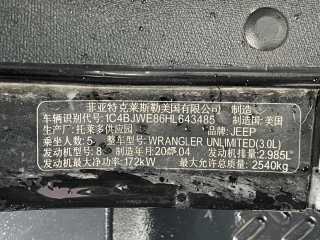 菲亚特克莱斯勒美国有限公司 制造
车辆识别代号: 1C4BJWE86HL643485 制造国: 美国
生产厂: 托莱多供应园 品牌: JEEP
乘坐人数: 5 整车型号: WRANGLER UNLIMITED(3.0L)
发动机型号: 8 制造年月: 2017.04 发动机排量: 2.985L
发动机最大净功率: 172kW 最大允许总质量: 2540kg